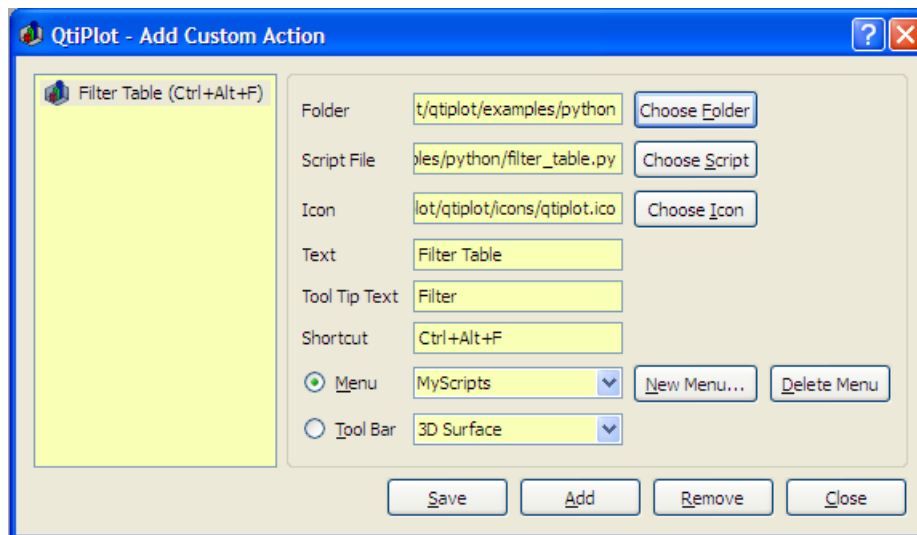 QtiPlot - Add Custom Action
Filter Table (Ctrl+Alt+F)
Folder t/qtiplot/examples/python Choose Folder
Script File ples/python/filter_table.py Choose Script
Icon lot/qtiplot/icons/qtiplot.ico Choose Icon
Text Filter Table
Tool Tip Text Filter
Shortcut Ctrl+Alt+F
Menu MyScripts New Menu... Delete Menu
Tool Bar 3D Surface
Save Add Remove Close